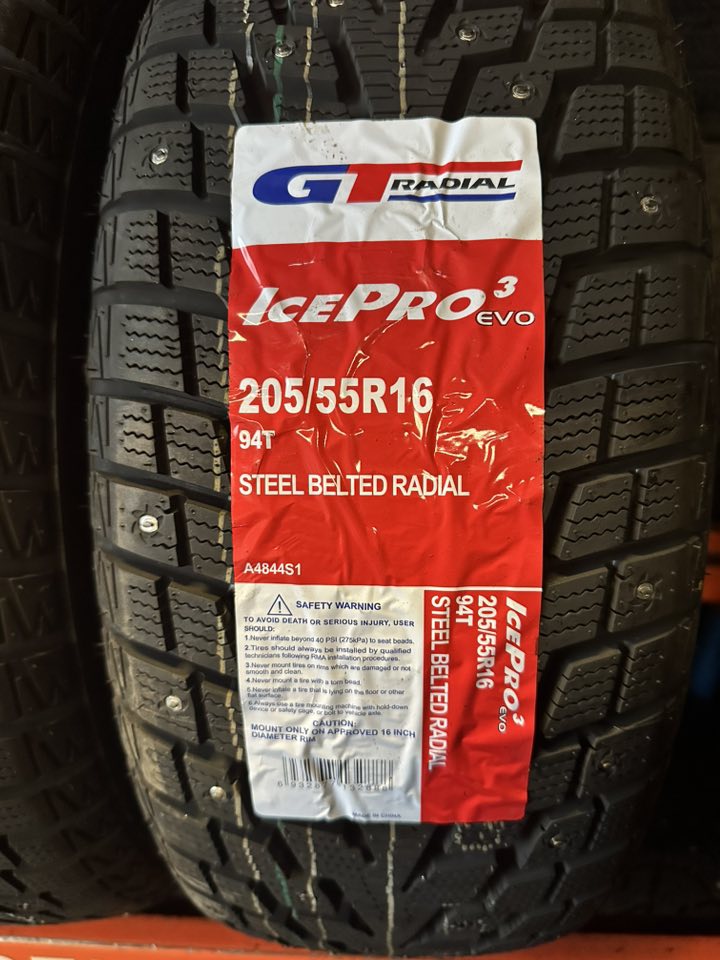 GT RADIAL
ICEPRO 3
EVO
205/55R16
94T
STEEL BELTED RADIAL
A4844S1
SAFETY WARNING
TO AVOID DEATH OR SERIOUS INJURY, USER
SHOULD:
1.Never inflate beyond 40 PSI (275kPa) to seat beads.
2.Tires should always be installed by qualified
technicians following RMA installation procedures.
3.Never mount tires on rims which are damaged or not
smooth and clean.
4.Never mount a tire with a torn bead.
5.Never inflate a tire that is lying on the floor or other
flat surface.
6.Always use a tire mounting machine with hold-down
device or safety cage, or bolt to vehicle axle.
CAUTION:
MOUNT ONLY ON APPROVED 16 INCH
DIAMETER RIM
MADE IN CHINA
ICEPRO 3
EVO
205/55R16
94T
STEEL BELTED RADIAL